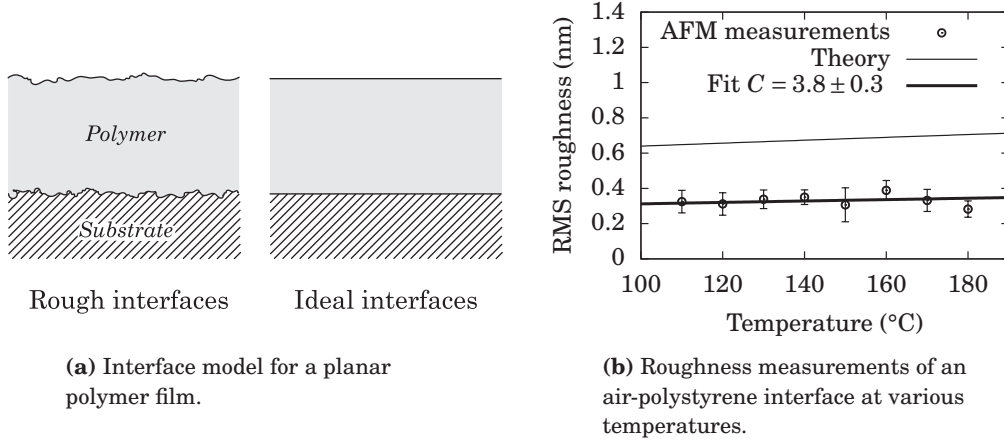 Polymer
Substrate
Rough interfaces
Ideal interfaces
(a) Interface model for a planar
polymer film.
RMS roughness (nm)
1.4
1.2
1
0.8
0.6
0.4
0.2
0
AFM measurements
Theory
Fit C = 3.8 ± 0.3
100 120 140 160 180
Temperature (°C)
(b) Roughness measurements of an
air-polystyrene interface at various
temperatures.